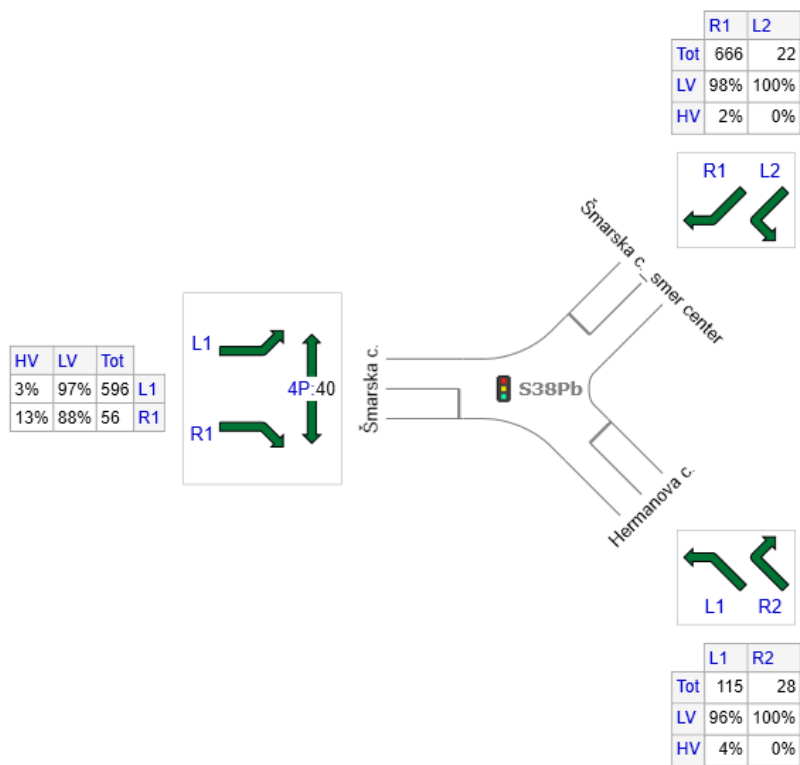 R1 L2
Tot 666 22
LV 98% 100%
HV 2% 0%
R1 L2
Šmarska c._smer center
HV LV Tot
3% 97% 596 L1
13% 88% 56 R1
L1
4P:40
R1
Šmarska c.
S38Pb
Hermanova c.
L1 R2
L1 R2
Tot 115 28
LV 96% 100%
HV 4% 0%